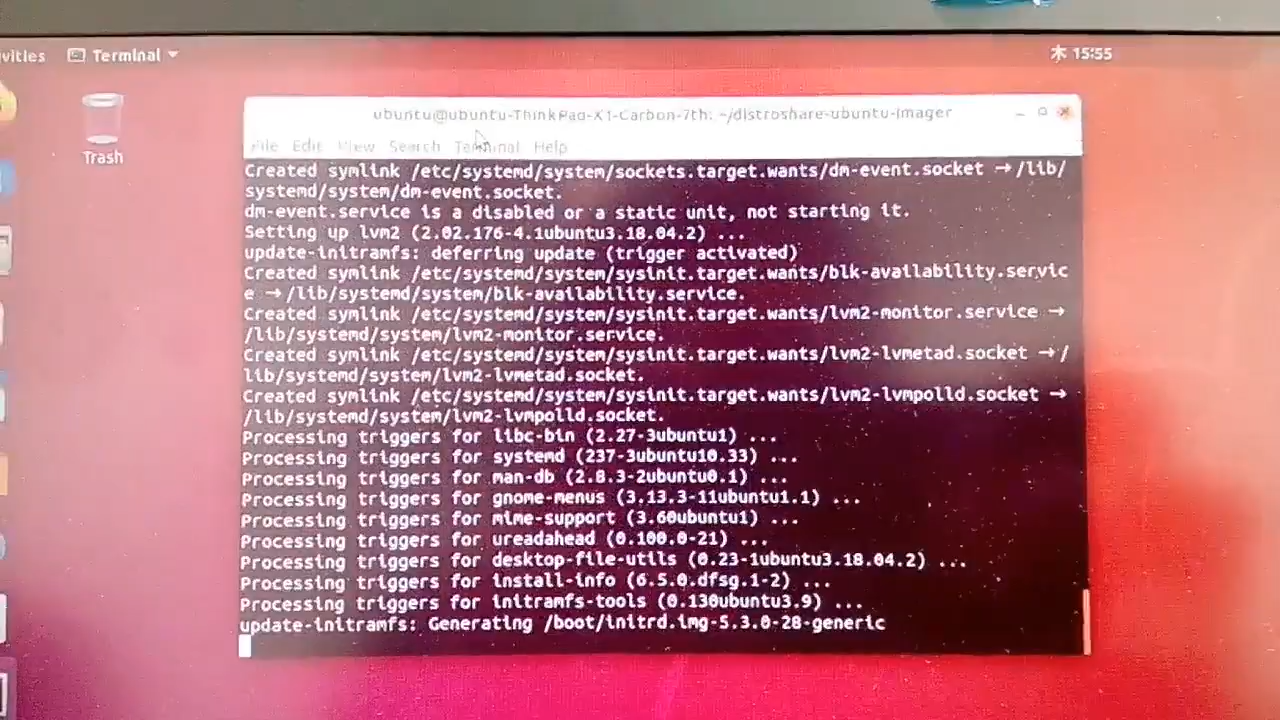 vities Terminal 木 15:55
Trash
ubuntu@ubuntu-ThinkPad-X1-Carbon-7th: ~/distroshare-ubuntu-imager
File Edit View Search Terminal Help
Created symlink /etc/systemd/system/sockets.target.wants/dm-event.socket → /lib/
systemd/system/dm-event.socket.
dm-event.service is a disabled or a static unit, not starting it.
Setting up lvm2 (2.02.176-4.1ubuntu3.18.04.2) ...
update-initramfs: deferring update (trigger activated)
Created symlink /etc/systemd/system/sysinit.target.wants/blk-availability.servic
e → /lib/systemd/system/blk-availability.service.
Created symlink /etc/systemd/system/sysinit.target.wants/lvm2-monitor.service →
/lib/systemd/system/lvm2-monitor.service.
Created symlink /etc/systemd/system/sysinit.target.wants/lvm2-lvmetad.socket → /
lib/systemd/system/lvm2-lvmetad.socket.
Created symlink /etc/systemd/system/sysinit.target.wants/lvm2-lvmpolld.socket →
/lib/systemd/system/lvm2-lvmpolld.socket.
Processing triggers for libc-bin (2.27-3ubuntu1) ...
Processing triggers for systemd (237-3ubuntu10.33) ...
Processing triggers for man-db (2.8.3-2ubuntu0.1) ...
Processing triggers for gnome-menus (3.13.3-11ubuntu1.1) ...
Processing triggers for mime-support (3.60ubuntu1) ...
Processing triggers for ureadahead (0.100.0-21) ...
Processing triggers for desktop-file-utils (0.23-1ubuntu3.18.04.2) ...
Processing triggers for install-info (6.5.0.dfsg.1-2) ...
Processing triggers for initramfs-tools (0.130ubuntu3.9) ...
update-initramfs: Generating /boot/initrd.img-5.3.0-28-generic